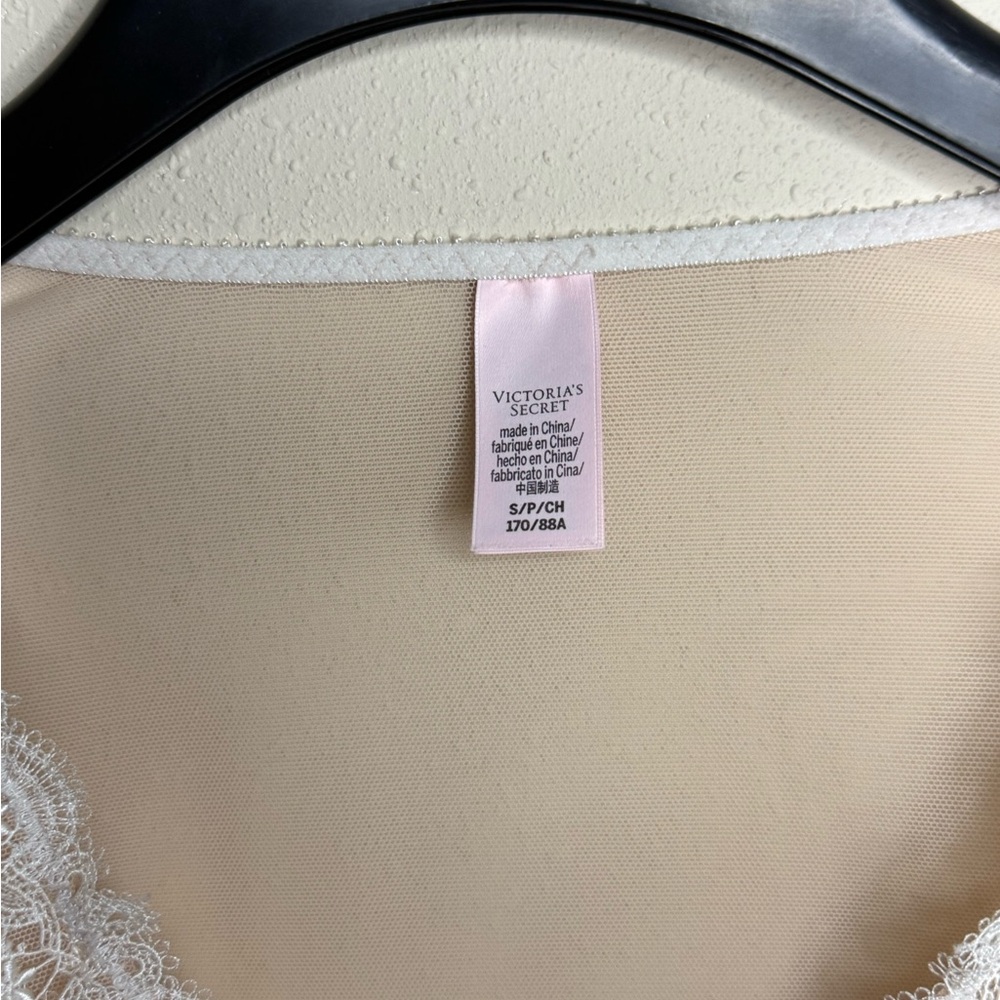 VICTORIA'S
SECRET
made in China/
fabriqué en Chine/
hecho en China/
fabbricato in Cina/
中国制造
S/P/CH
170/88A